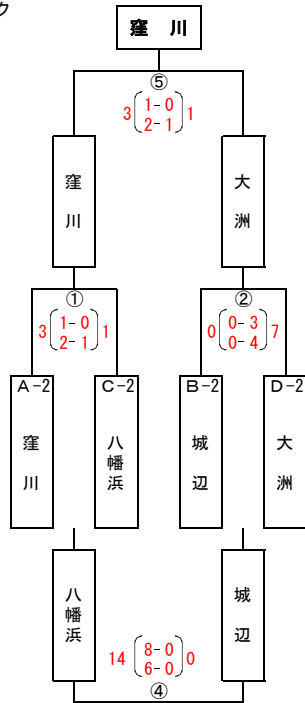 ク
窪 川
⑤
3 1-0 1
2-1
窪川
大洲
①
3 1-0 1
2-1
②
0 0-3 7
0-4
A-2
窪川
C-2
八幡浜
B-2
城辺
D-2
大洲
八幡浜
城辺
14 8-0 0
6-0
④